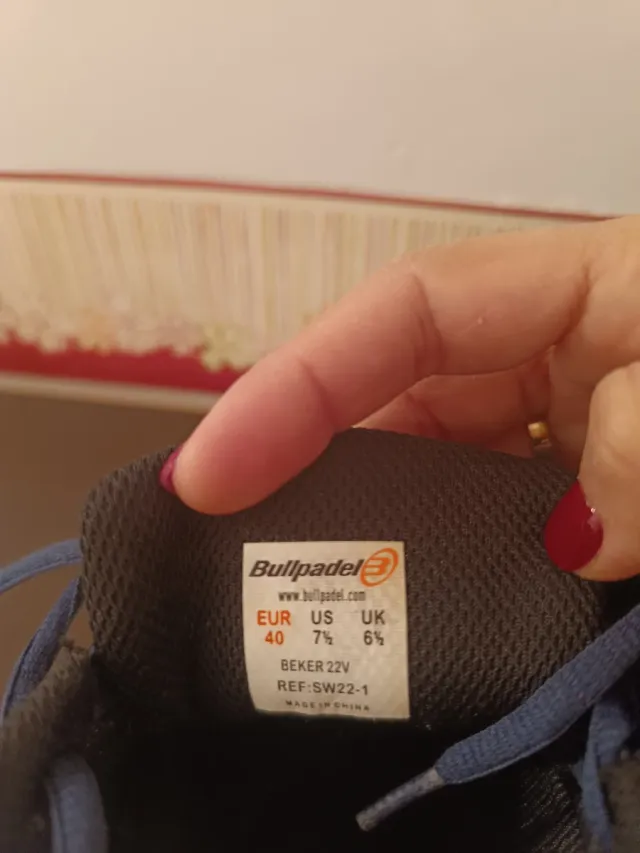 Bullpadel B
www.bullpadel.com
EUR US UK
40 7½ 6½
BEKER 22V
REF:SW22-1
MADE IN CHINA